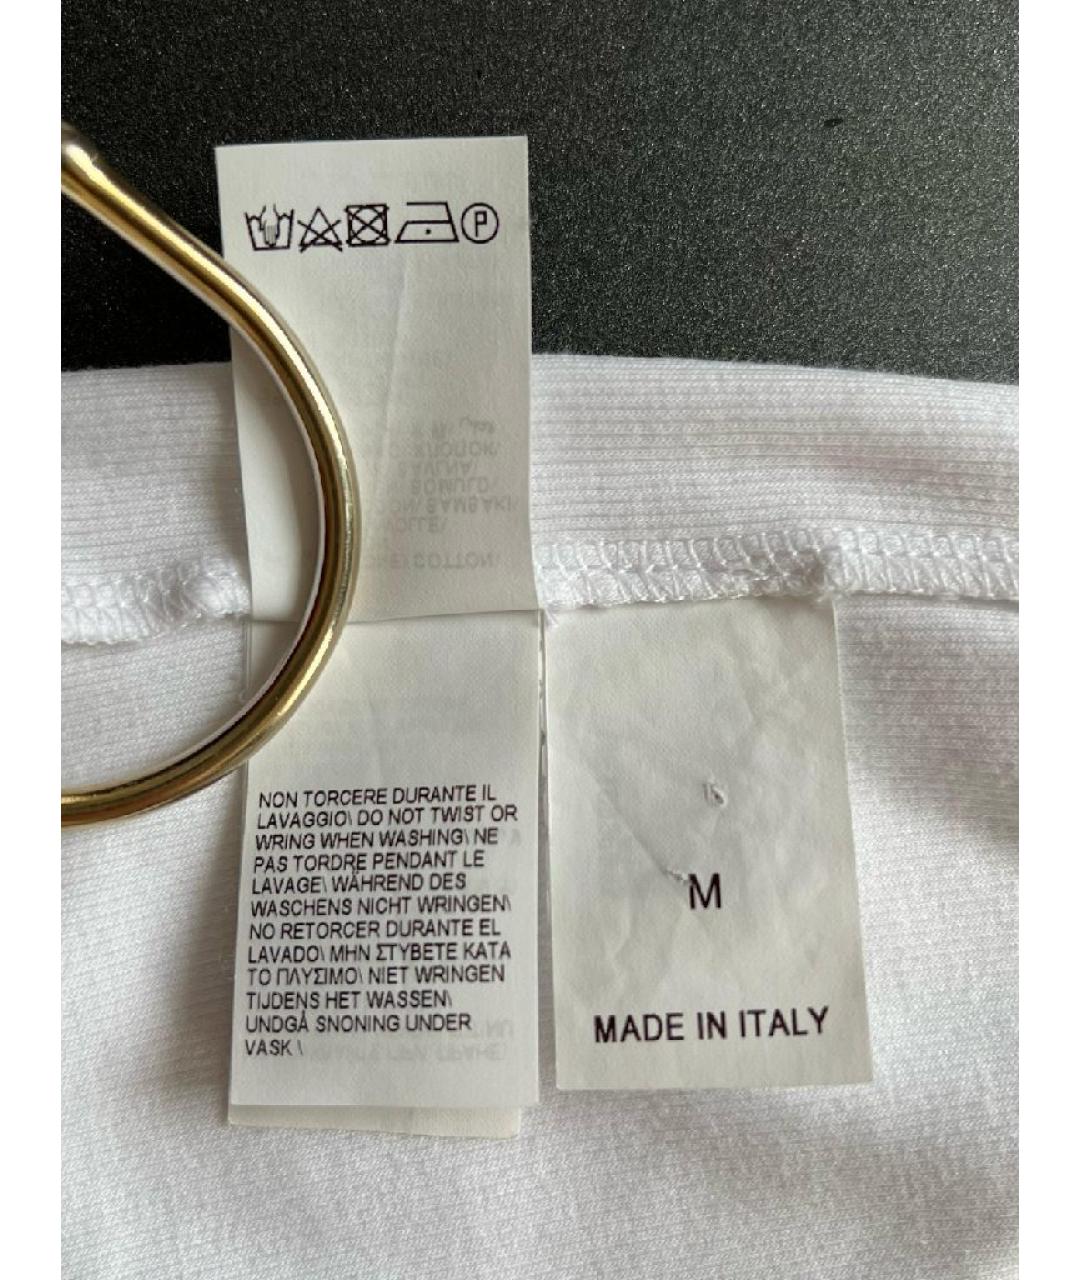 P
COTTON\
NON TORCERE DURANTE IL
LAVAGGIO\ DO NOT TWIST OR
WRING WHEN WASHING\ NE
PAS TORDRE PENDANT LE
LAVAGE\ WÄHREND DES
WASCHENS NICHT WRINGEN\
NO RETORCER DURANTE EL
LAVADO\ ΜΗΝ ΣΤΥΒΕΤΕ ΚΑΤΑ
ΤΟ ΠΛΥΣΙΜΟ\ NIET WRINGEN
TIJDENS HET WASSEN\
UNDGÅ SNONING UNDER
VASK \
M
MADE IN ITALY